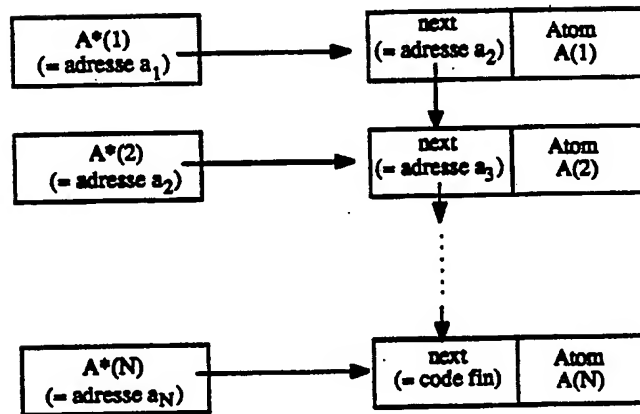 A*(1)
(= adresse a1)
next
(= adresse a2)
Atom
A(1)
A*(2)
(= adresse a2)
next
(= adresse a3)
Atom
A(2)
A*(N)
(= adresse aN)
next
(= code fin)
Atom
A(N)